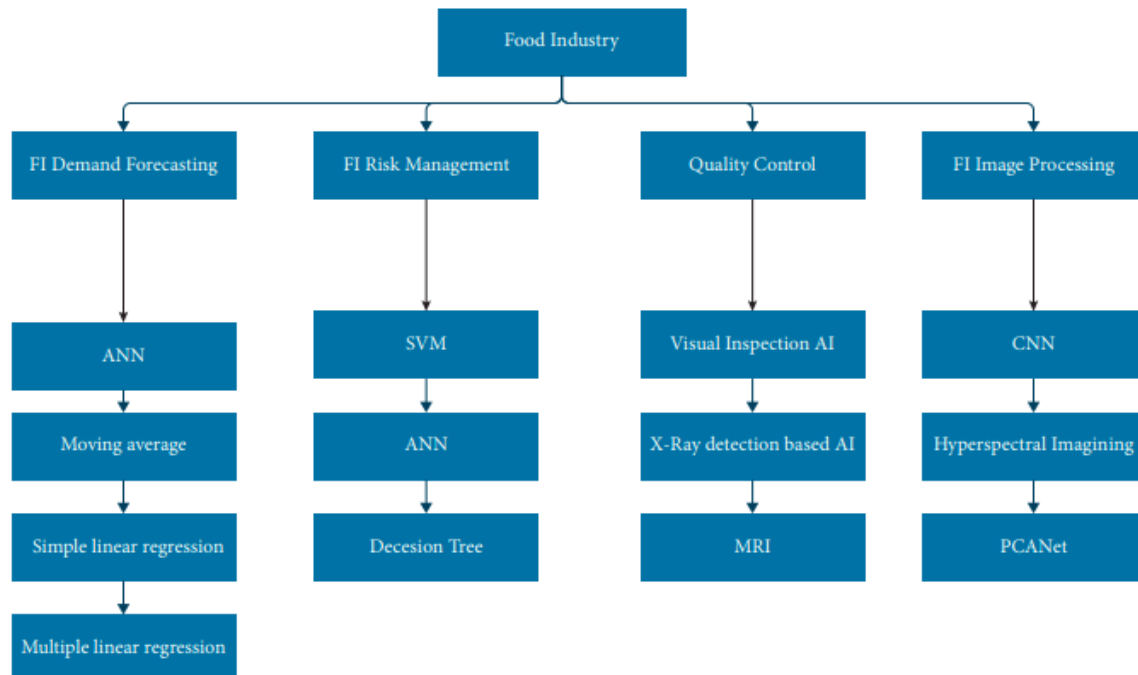 Food Industry
FI Demand Forecasting
FI Risk Management
Quality Control
FI Image Processing
ANN
SVM
Visual Inspection AI
CNN
Moving average
ANN
X-Ray detection based AI
Hyperspectral Imagining
Simple linear regression
Decesion Tree
MRI
PCANet
Multiple linear regression